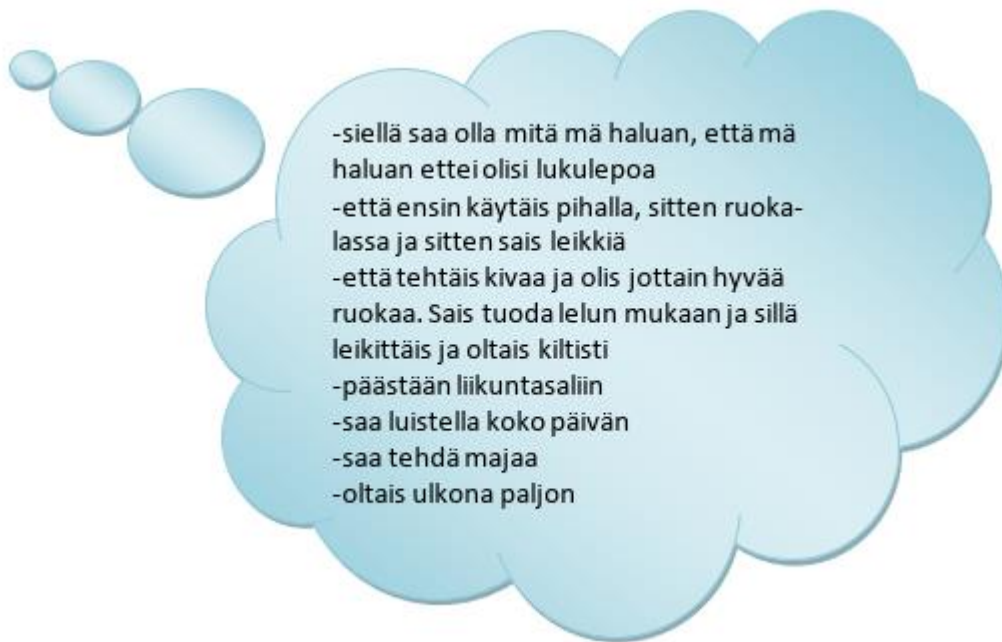 -siellä saa olla mitä mä haluan, että mä
haluan ettei olisi lukulepoa
-että ensin käytäis pihalla, sitten ruoka-
lassa ja sitten sais leikkiä
-että tehtäis kivaa ja olis jottain hyvää
ruokaa. Sais tuoda lelun mukaan ja sillä
leikittäis ja oltais kiltisti
-päästään liikuntasaliin
-saa luistella koko päivän
-saa tehdä majaa
-oltais ulkona paljon